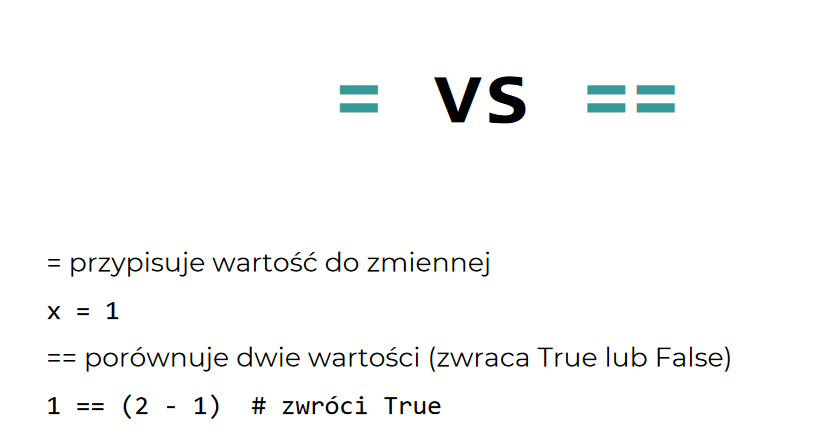 = vs ==
= przypisuje wartość do zmiennej
x = 1
== porównuje dwie wartości (zwraca True lub False)
1 == (2 - 1)  # zwróci True